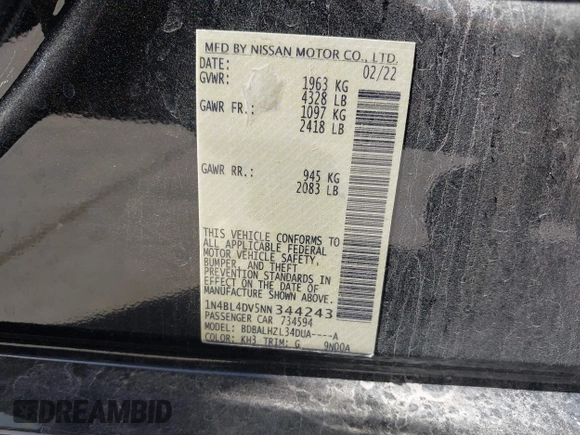 MFD BY NISSAN MOTOR CO., LTD.
DATE: 02/22
GVWR: 1963 KG
4328 LB
GAWR FR.: 1097 KG
2418 LB
GAWR RR.: 945 KG
2083 LB
THIS VEHICLE CONFORMS TO
ALL APPLICABLE FEDERAL
MOTOR VEHICLE SAFETY,
BUMPER, AND THEFT
PREVENTION STANDARDS IN
EFFECT ON THE DATE OF
MANUFACTURE SHOWN ABOVE.
1N4BL4DV5NN344243
PASSENGER CAR 734594
MODEL: BDBALHZL34DUA----A
COLOR: KH3 TRIM: G 9N00A
DREAMBID